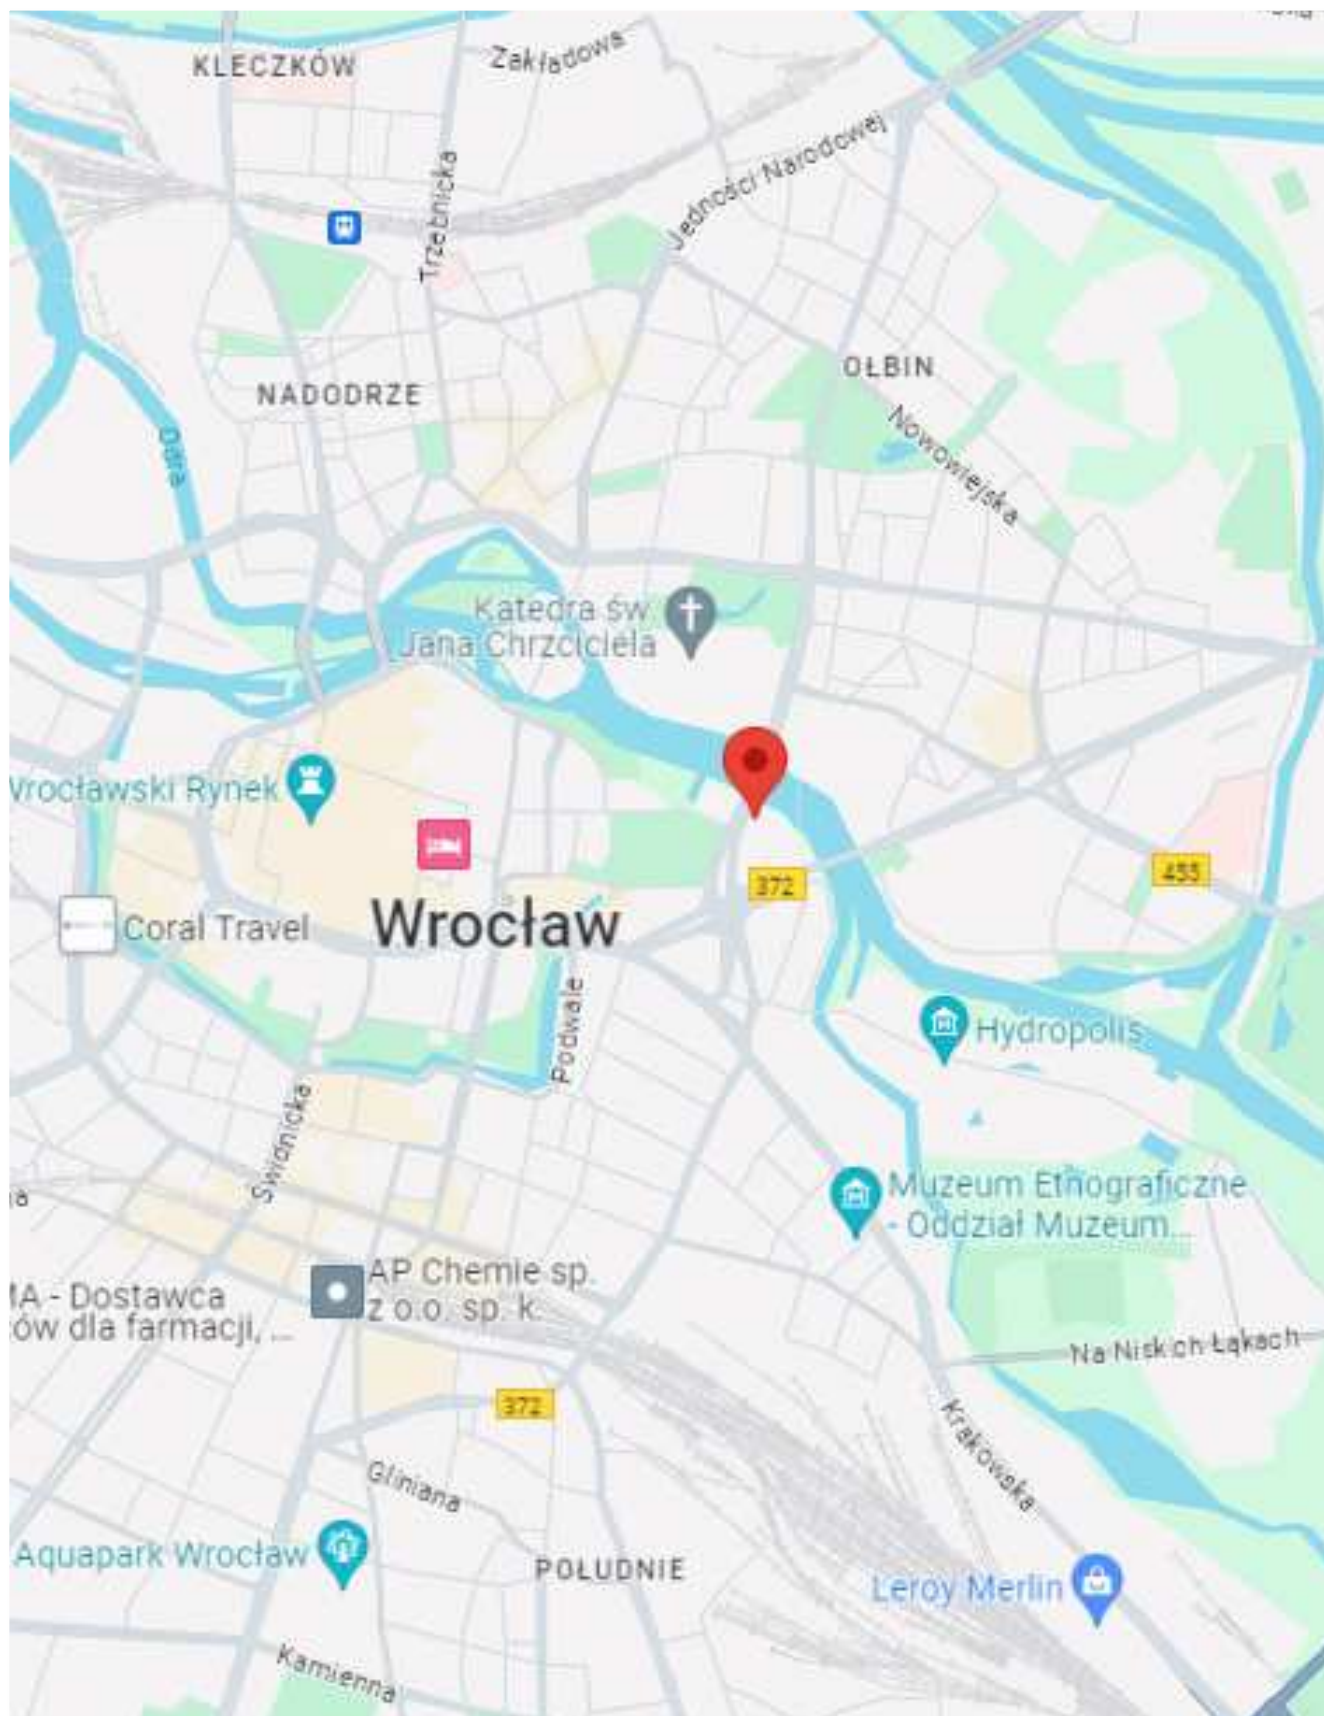 KLECZKÓW
Zakładowa
Trzebnicka
Jedności Narodowej
OŁBIN
NADODRZE
Nowowiejska
Odra
Katedra św.
Jana Chrzciciela
Wrocławski Rynek
372
455
Coral Travel
Wrocław
Podwale
Hydropolis
Świdnicka
Muzeum Etnograficzne
- Oddział Muzeum...
AP Chemie sp.
z o.o. sp. k.
MA - Dostawca
ów dla farmacji, ...
Na Niskich Łąkach
372
Krakowska
Gliniana
Aquapark Wrocław
POŁUDNIE
Leroy Merlin
Kamienna